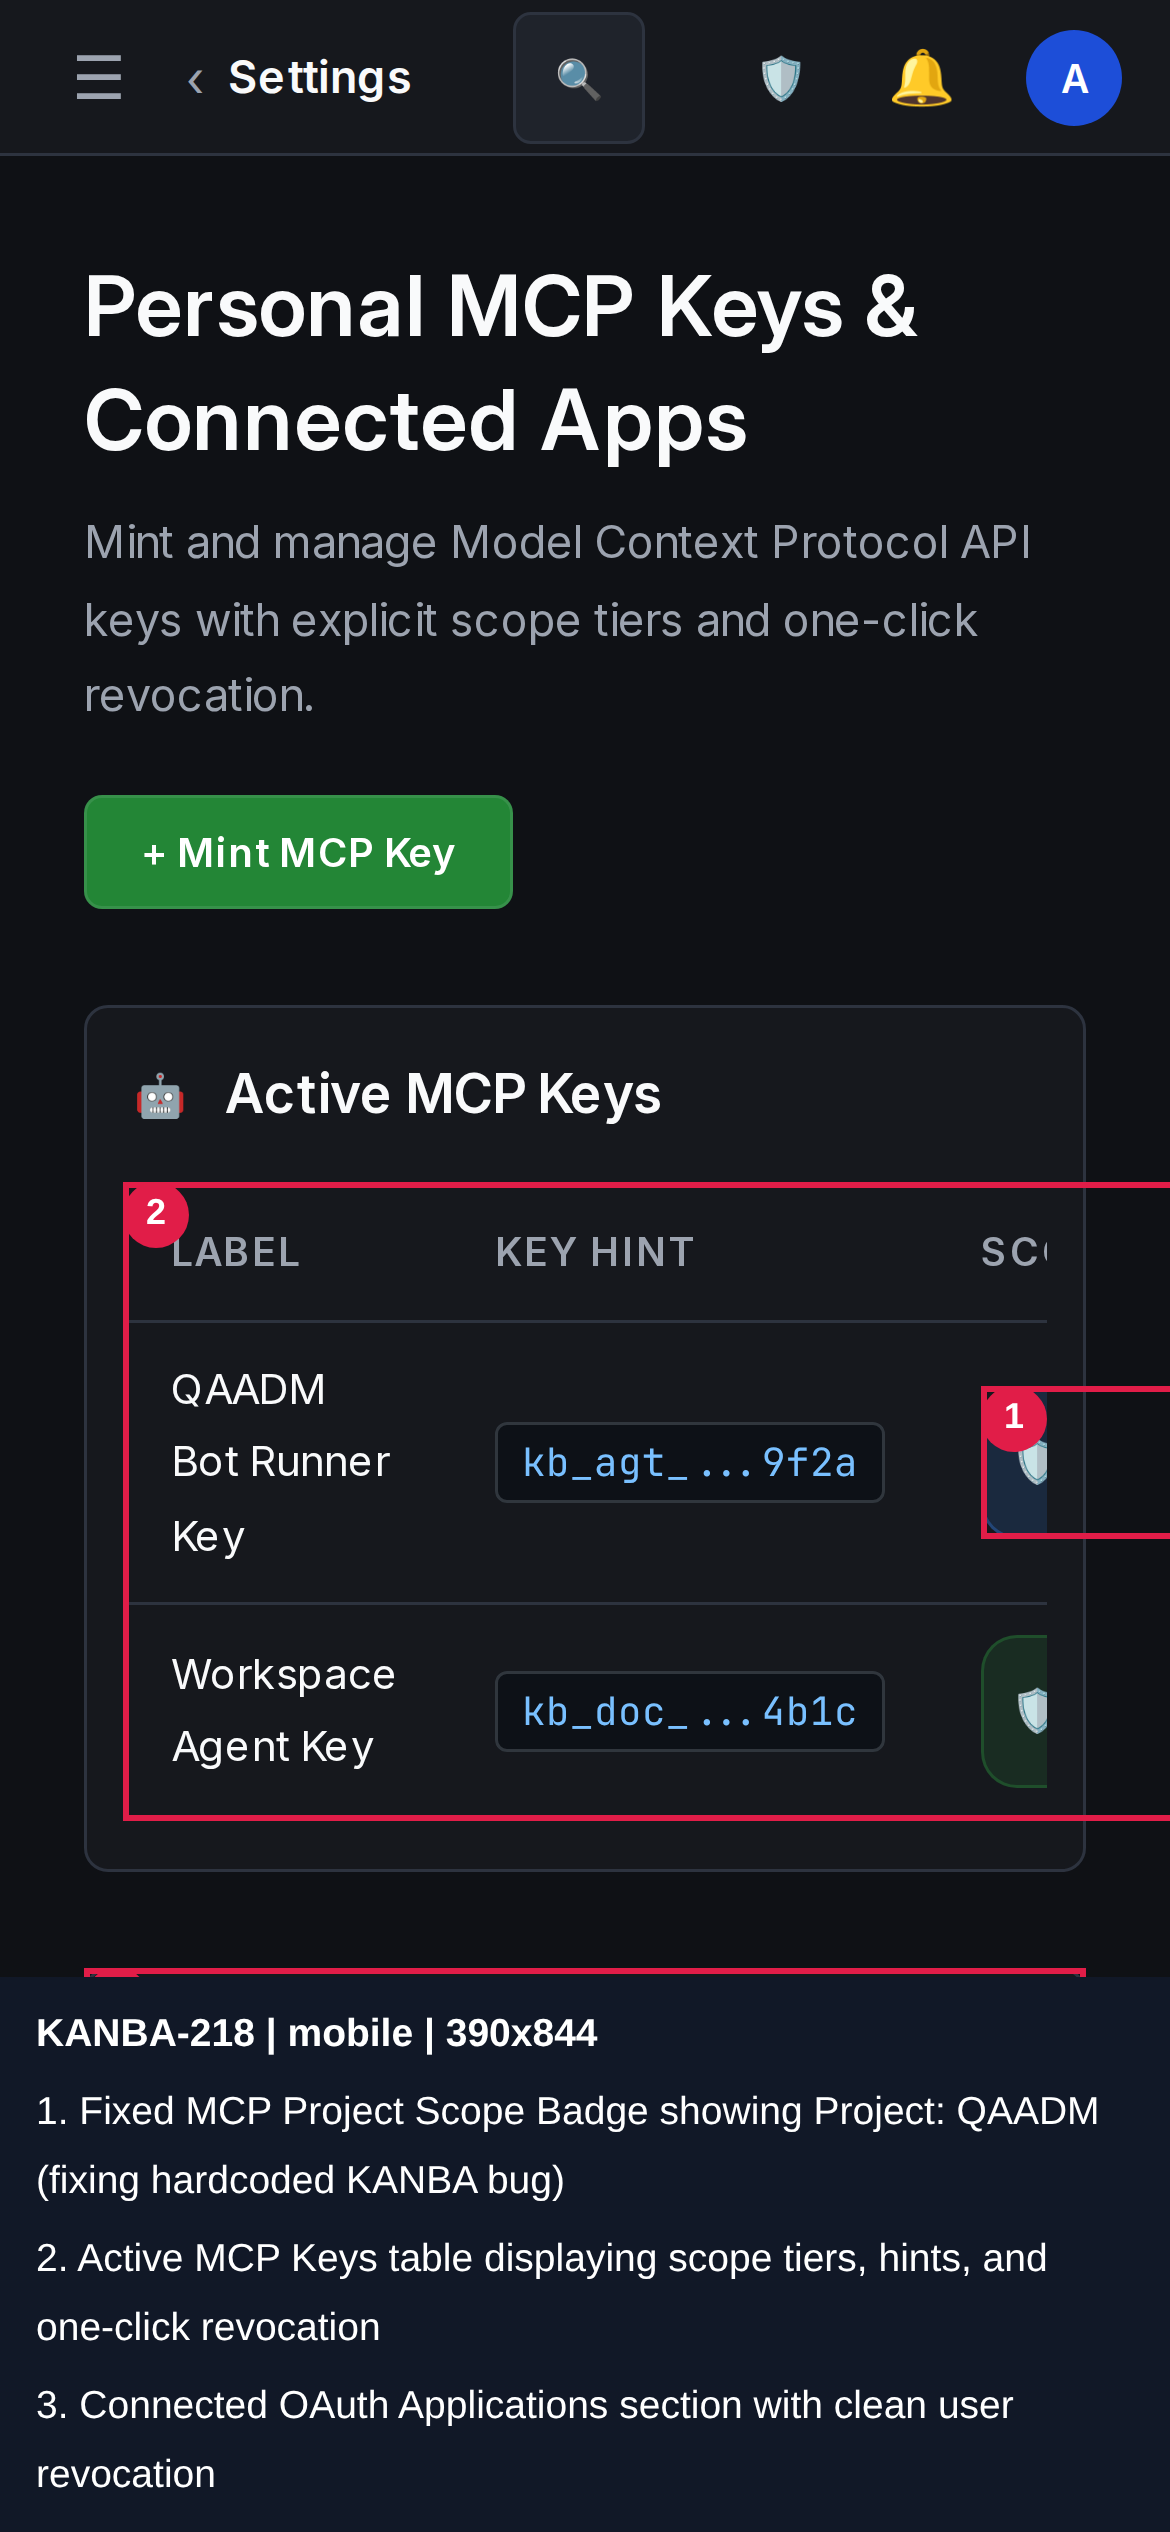 ‹ Settings
A
Personal MCP Keys &
Connected Apps
Mint and manage Model Context Protocol API
keys with explicit scope tiers and one-click
revocation.
+ Mint MCP Key
Active MCP Keys
2
LABEL KEY HINT
1
QAADM
Bot Runner
Key
kb_agt_...9f2a
Workspace
Agent Key
kb_doc_...4b1c
KANBA-218 | mobile | 390x844
1. Fixed MCP Project Scope Badge showing Project: QAADM
(fixing hardcoded KANBA bug)
2. Active MCP Keys table displaying scope tiers, hints, and
one-click revocation
3. Connected OAuth Applications section with clean user
revocation